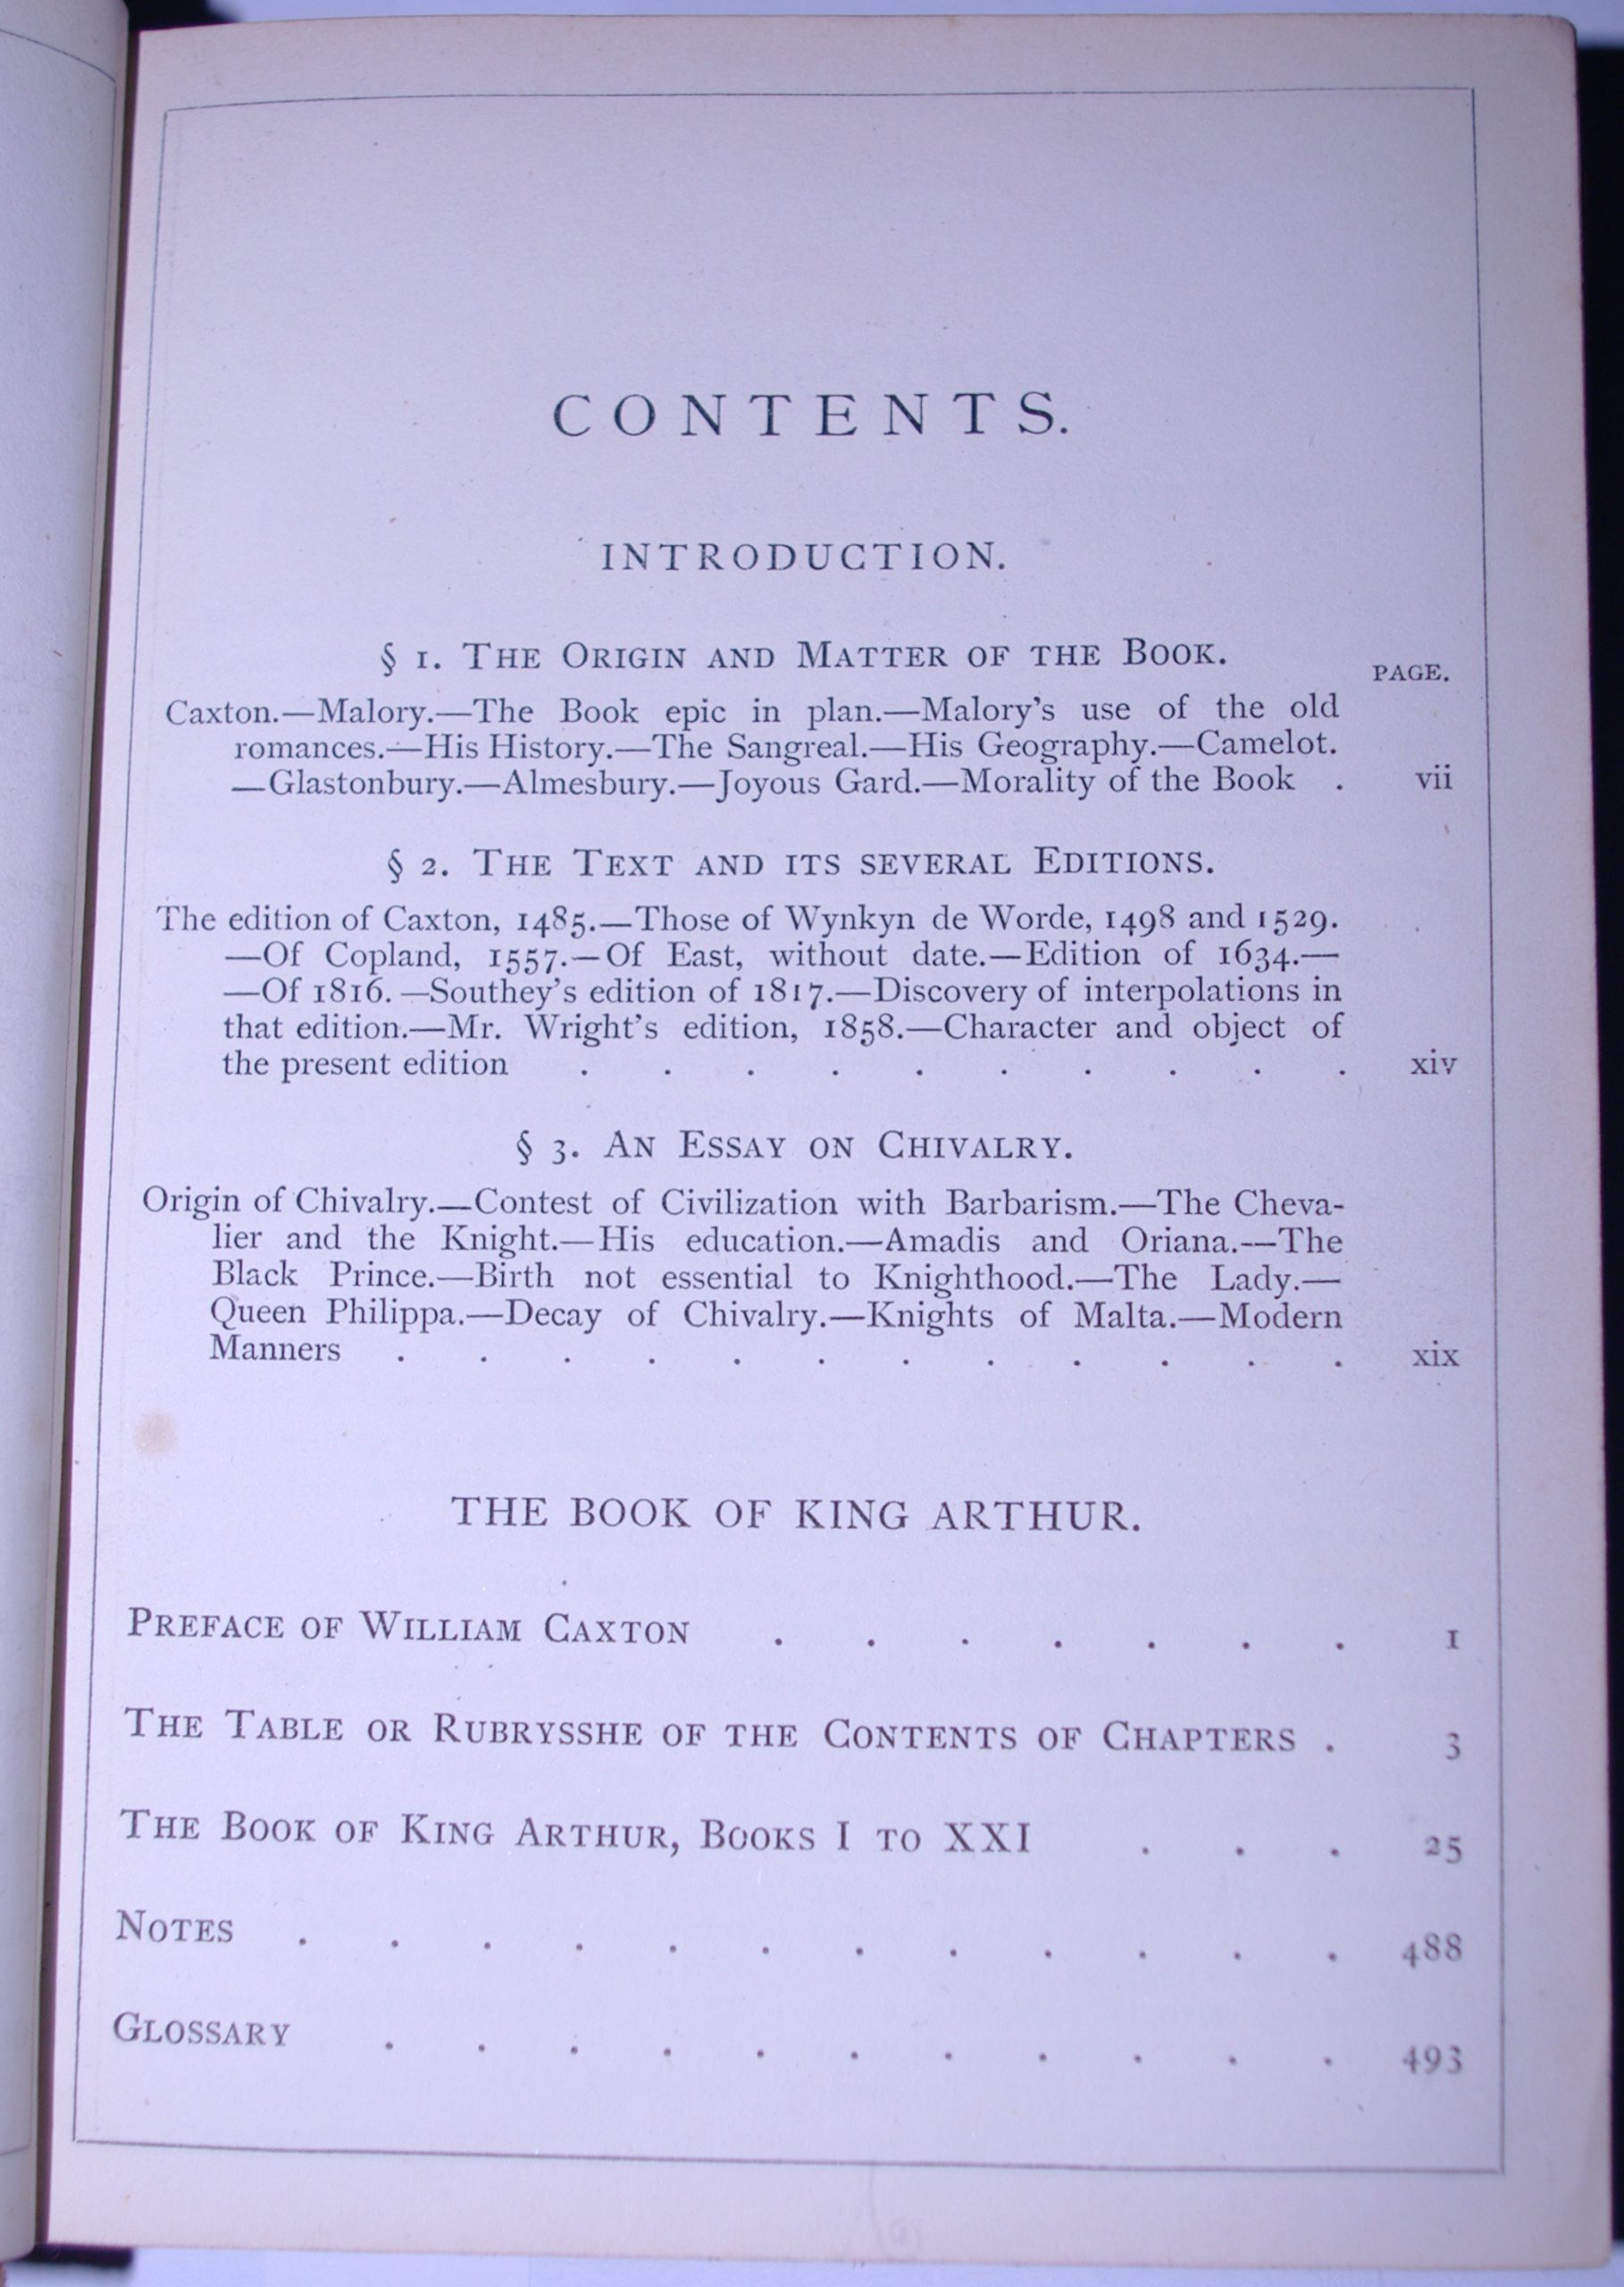 CONTENTS.
INTRODUCTION.
§ 1. THE ORIGIN AND MATTER OF THE BOOK.
PAGE.
Caxton.—Malory.—The Book epic in plan.—Malory's use of the old
romances.—His History.—The Sangreal.—His Geography.—Camelot.
—Glastonbury.—Almesbury.—Joyous Gard.—Morality of the Book . vii
§ 2. THE TEXT AND ITS SEVERAL EDITIONS.
The edition of Caxton, 1485.—Those of Wynkyn de Worde, 1498 and 1529.
—Of Copland, 1557.—Of East, without date.—Edition of 1634.—
—Of 1816.—Southey's edition of 1817.—Discovery of interpolations in
that edition.—Mr. Wright's edition, 1858.—Character and object of
the present edition . . . . . . . . . . xiv
§ 3. AN ESSAY ON CHIVALRY.
Origin of Chivalry.—Contest of Civilization with Barbarism.—The Cheva-
lier and the Knight.—His education.—Amadis and Oriana.—The
Black Prince.—Birth not essential to Knighthood.—The Lady.—
Queen Philippa.—Decay of Chivalry.—Knights of Malta.—Modern
Manners . . . . . . . . . . . . xix
THE BOOK OF KING ARTHUR.
PREFACE OF WILLIAM CAXTON . . . . . . . 1
THE TABLE OR RUBRYSSHE OF THE CONTENTS OF CHAPTERS . 3
THE BOOK OF KING ARTHUR, BOOKS I TO XXI . . . 25
NOTES . . . . . . . . . . . . 488
GLOSSARY . . . . . . . . . . . 493